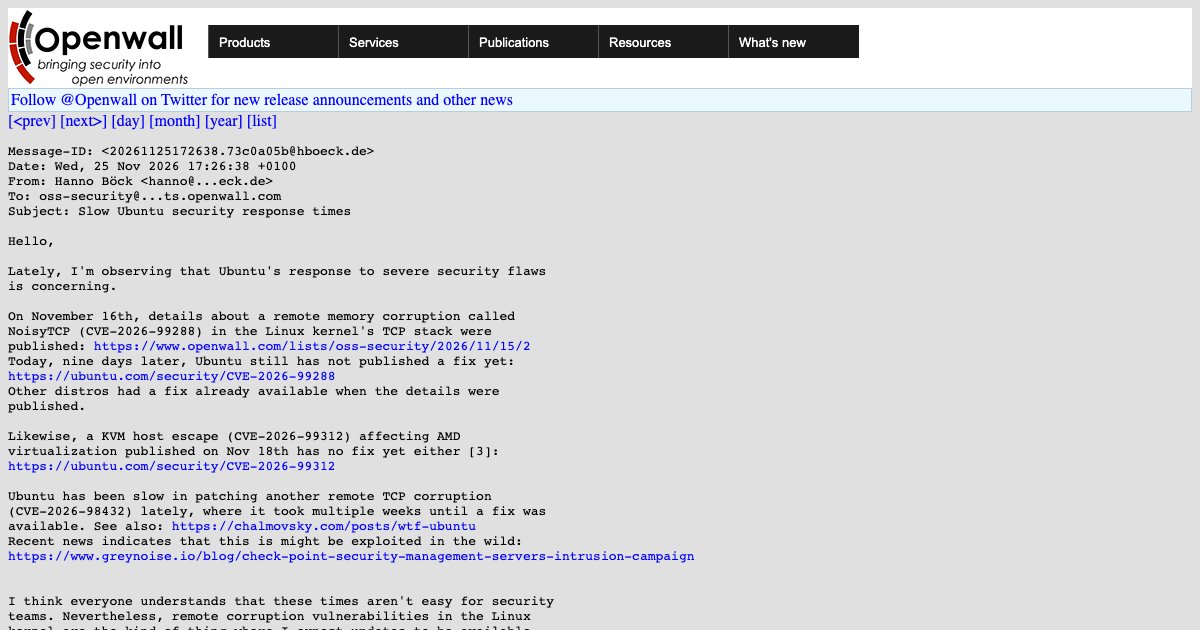 Openwall
bringing security into
open environments
Products
Services
Publications
Resources
What's new
Follow @Openwall on Twitter for new release announcements and other news
[<prev] [next>] [day] [month] [year] [list]
Message-ID: <20261125172638.73c0a05b@hboeck.de>
Date: Wed, 25 Nov 2026 17:26:38 +0100
From: Hanno Böck <hanno@...eck.de>
To: oss-security@...ts.openwall.com
Subject: Slow Ubuntu security response times
Hello,
Lately, I'm observing that Ubuntu's response to severe security flaws
is concerning.
On November 16th, details about a remote memory corruption called
NoisyTCP (CVE-2026-99288) in the Linux kernel's TCP stack were
published: https://www.openwall.com/lists/oss-security/2026/11/15/2
Today, nine days later, Ubuntu still has not published a fix yet:
https://ubuntu.com/security/CVE-2026-99288
Other distros had a fix already available when the details were
published.
Likewise, a KVM host escape (CVE-2026-99312) affecting AMD
virtualization published on Nov 18th has no fix yet either [3]:
https://ubuntu.com/security/CVE-2026-99312
Ubuntu has been slow in patching another remote TCP corruption
(CVE-2026-98432) lately, where it took multiple weeks until a fix was
available. See also: https://chalmovsky.com/posts/wtf-ubuntu
Recent news indicates that this is might be exploited in the wild:
https://www.greynoise.io/blog/check-point-security-management-servers-intrusion-campaign
I think everyone understands that these times aren't easy for security
teams. Nevertheless, remote corruption vulnerabilities in the Linux
kernel are the kind of thing where I expect updates to be available